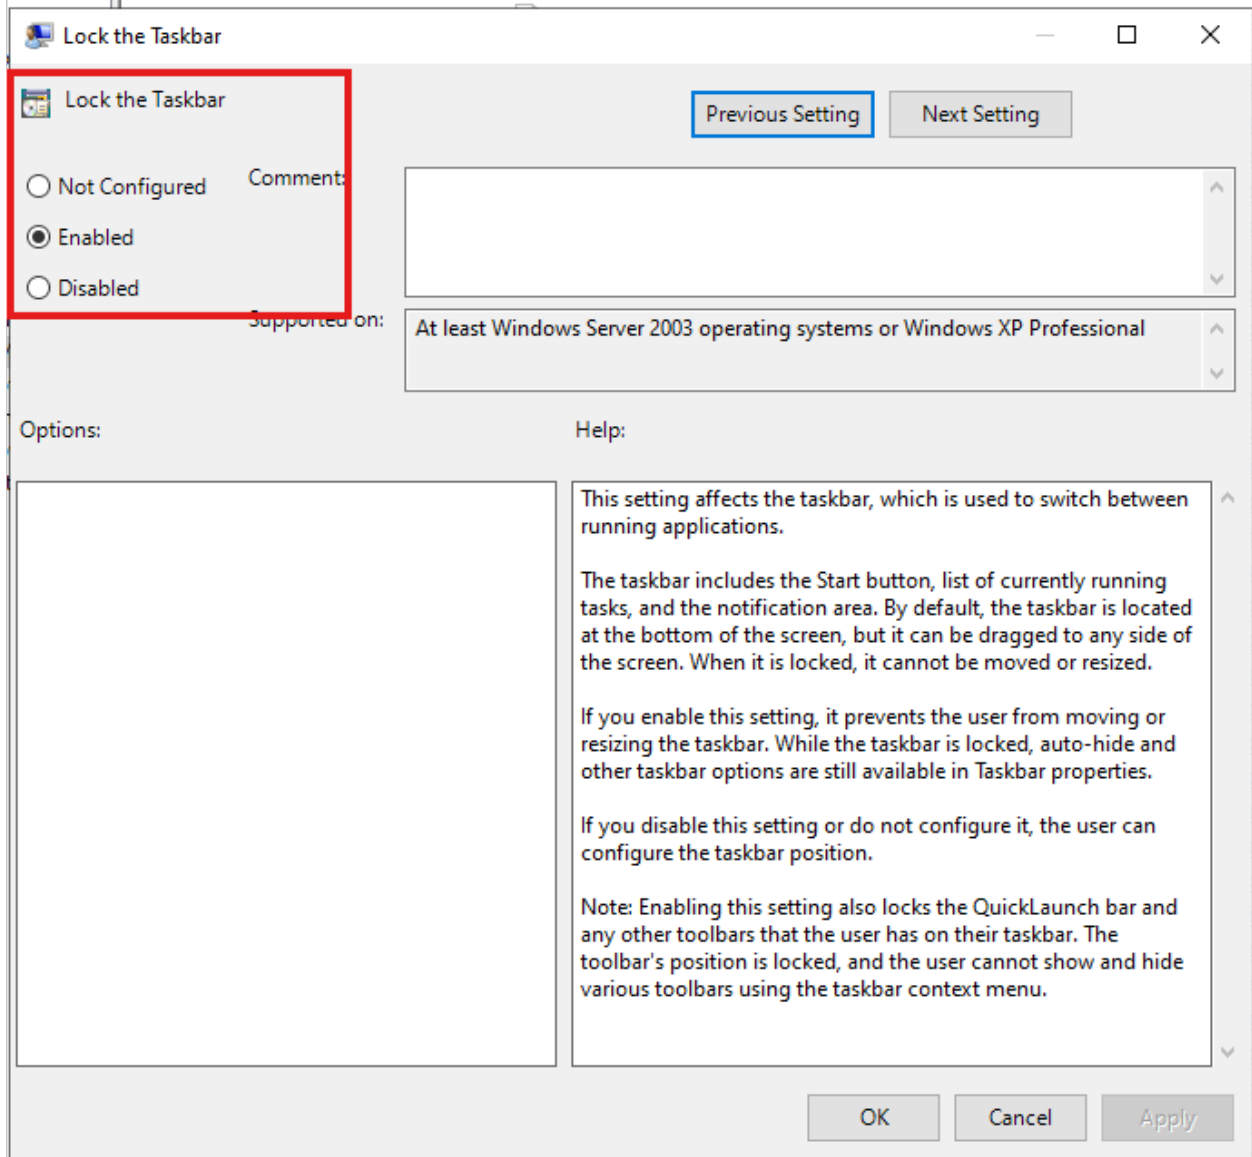 Lock the Taskbar
Lock the Taskbar
Previous Setting
Next Setting
Not Configured
Enabled
Disabled
Comment:
Supported on:
At least Windows Server 2003 operating systems or Windows XP Professional
Options:
Help:
This setting affects the taskbar, which is used to switch between
running applications.
The taskbar includes the Start button, list of currently running
tasks, and the notification area. By default, the taskbar is located
at the bottom of the screen, but it can be dragged to any side of
the screen. When it is locked, it cannot be moved or resized.
If you enable this setting, it prevents the user from moving or
resizing the taskbar. While the taskbar is locked, auto-hide and
other taskbar options are still available in Taskbar properties.
If you disable this setting or do not configure it, the user can
configure the taskbar position.
Note: Enabling this setting also locks the QuickLaunch bar and
any other toolbars that the user has on their taskbar. The
toolbar's position is locked, and the user cannot show and hide
various toolbars using the taskbar context menu.
OK
Cancel
Apply